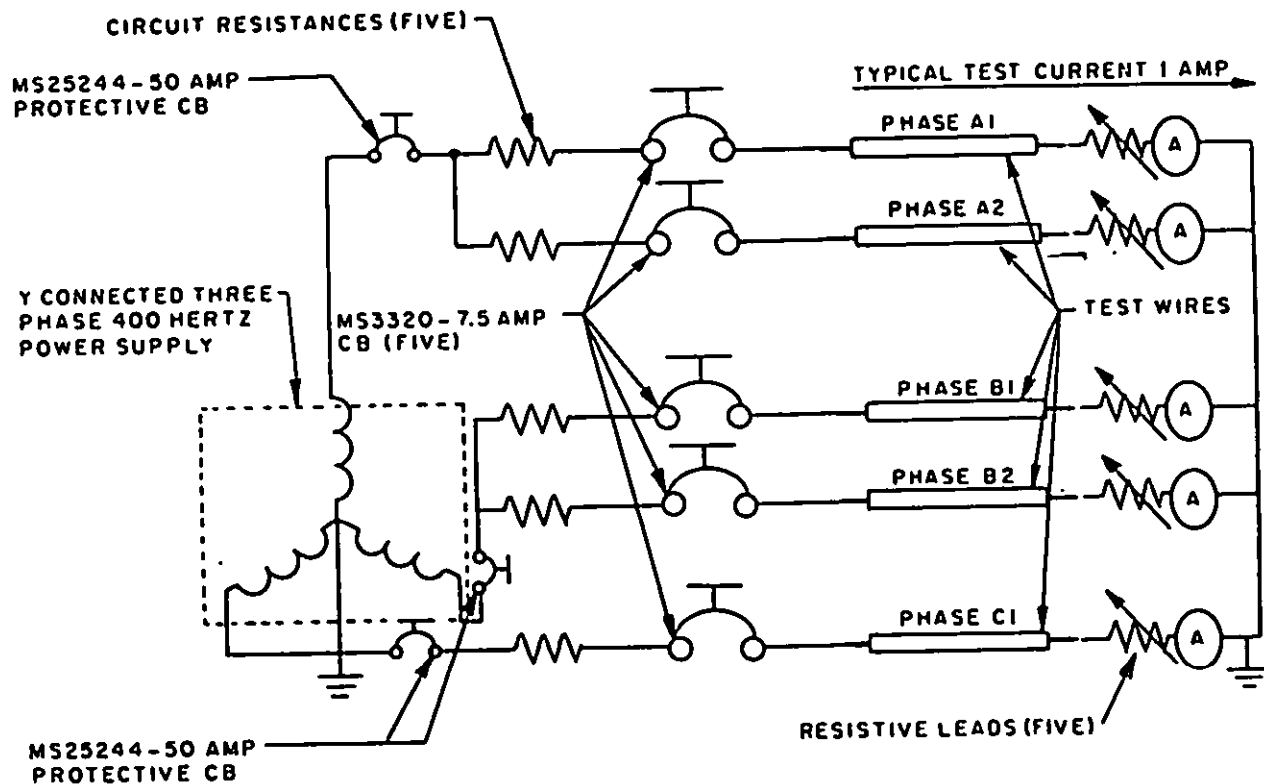 CIRCUIT RESISTANCES (FIVE)
MS25244-50 AMP
PROTECTIVE CB
TYPICAL TEST CURRENT 1 AMP
PHASE A1
A
PHASE A2
A
Y CONNECTED THREE
PHASE 400 HERTZ
POWER SUPPLY
MS3320-7.5 AMP
CB (FIVE)
TEST WIRES
PHASE B1
A
PHASE B2
A
PHASE C1
A
RESISTIVE LEADS (FIVE)
MS25244-50 AMP
PROTECTIVE CB